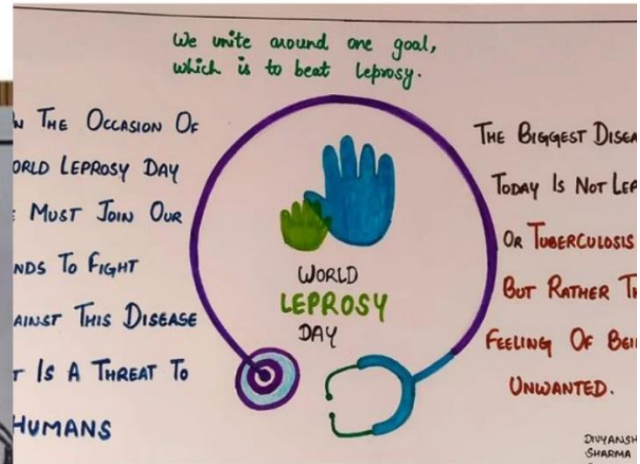 We unite around one goal,
which is to beat leprosy.
THE OCCASION OF
LEPROSY DAY
MUST JOIN OUR
TO FIGHT
THIS DISEASE
IS A THREAT TO
HUMANS
WORLD
LEPROSY
DAY
THE BIGGEST
TODAY IS NOT
OR TUBERCULOSIS
BUT RATHER
FEELING OF
UNWANTED.
SHARMA